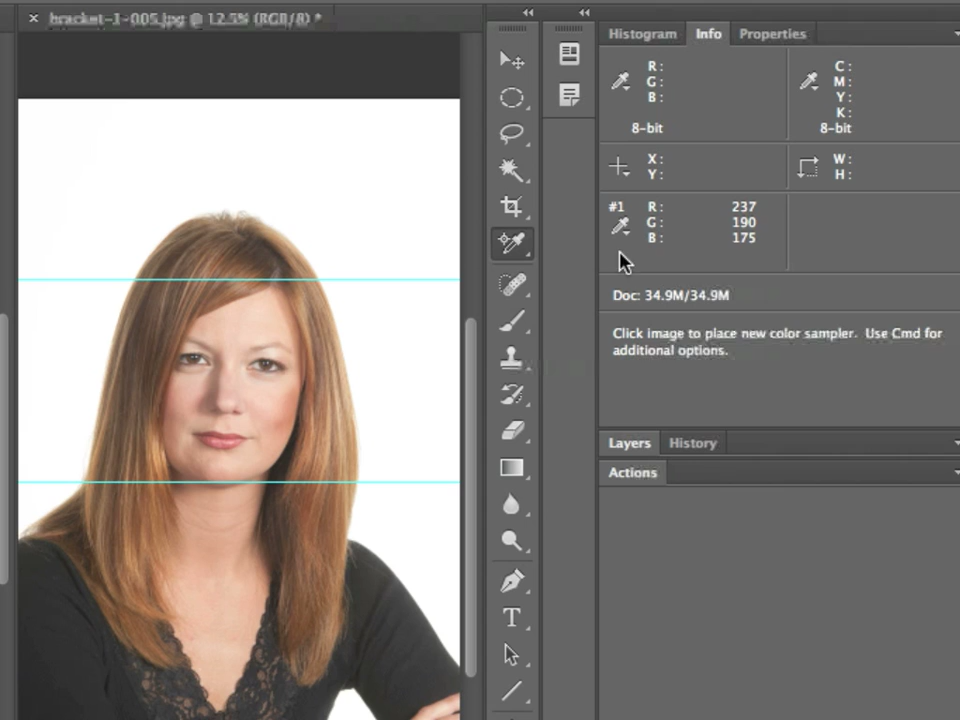 × bracket-1-005.jpg @ 12.5% (RGB/8) *
Histogram Info Properties
R: C:
G: M:
B: Y:
K:
8-bit 8-bit
X: W:
Y: H:
#1 R: 237
G: 190
B: 175
Doc: 34.9M/34.9M
Click image to place new color sampler. Use Cmd for
additional options.
Layers History
Actions
T